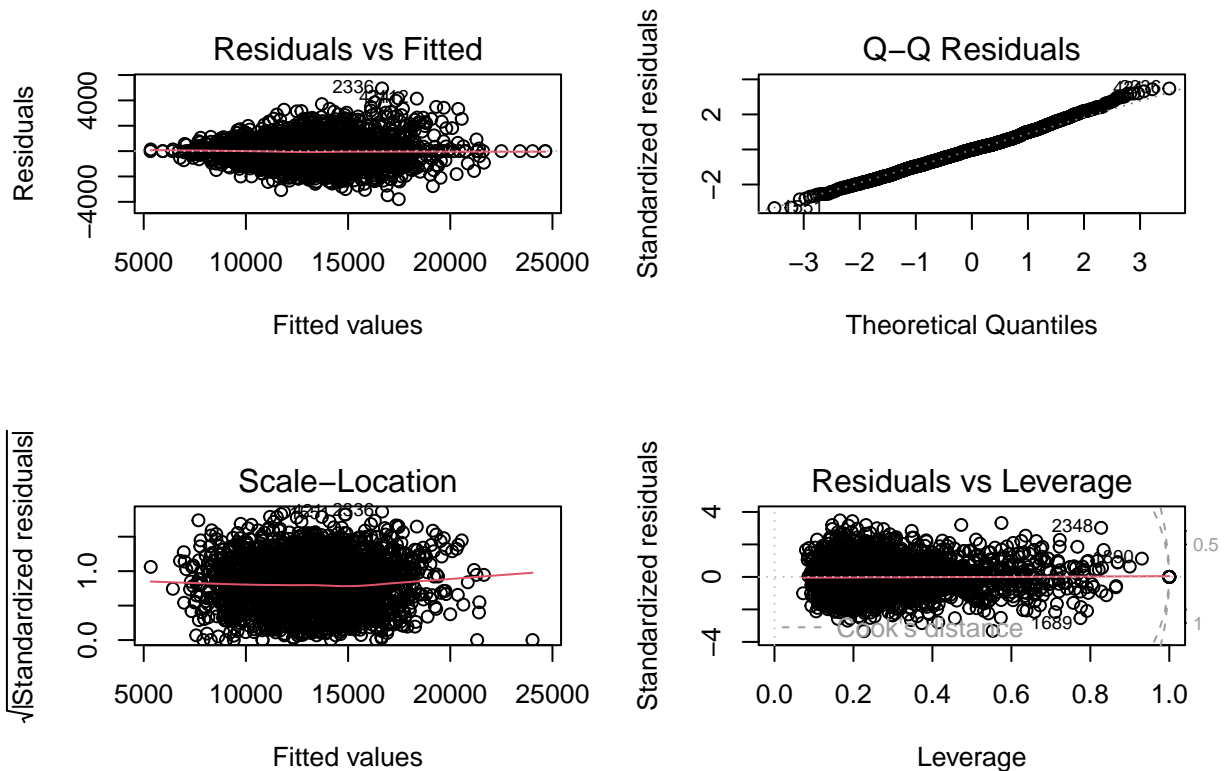 Residuals vs Fitted
Residuals
4000
−4000
2336
5000 10000 15000 20000 25000
Fitted values
Q−Q Residuals
Standardized residuals
2
−2
−3 −2 −1 0 1 2 3
Theoretical Quantiles
Scale−Location
√|Standardized residuals|
1.0
0.0
2336
5000 10000 15000 20000 25000
Fitted values
Residuals vs Leverage
Standardized residuals
4
0
−4
2348
1689
Cook's distance
0.5
1
0.0 0.2 0.4 0.6 0.8 1.0
Leverage